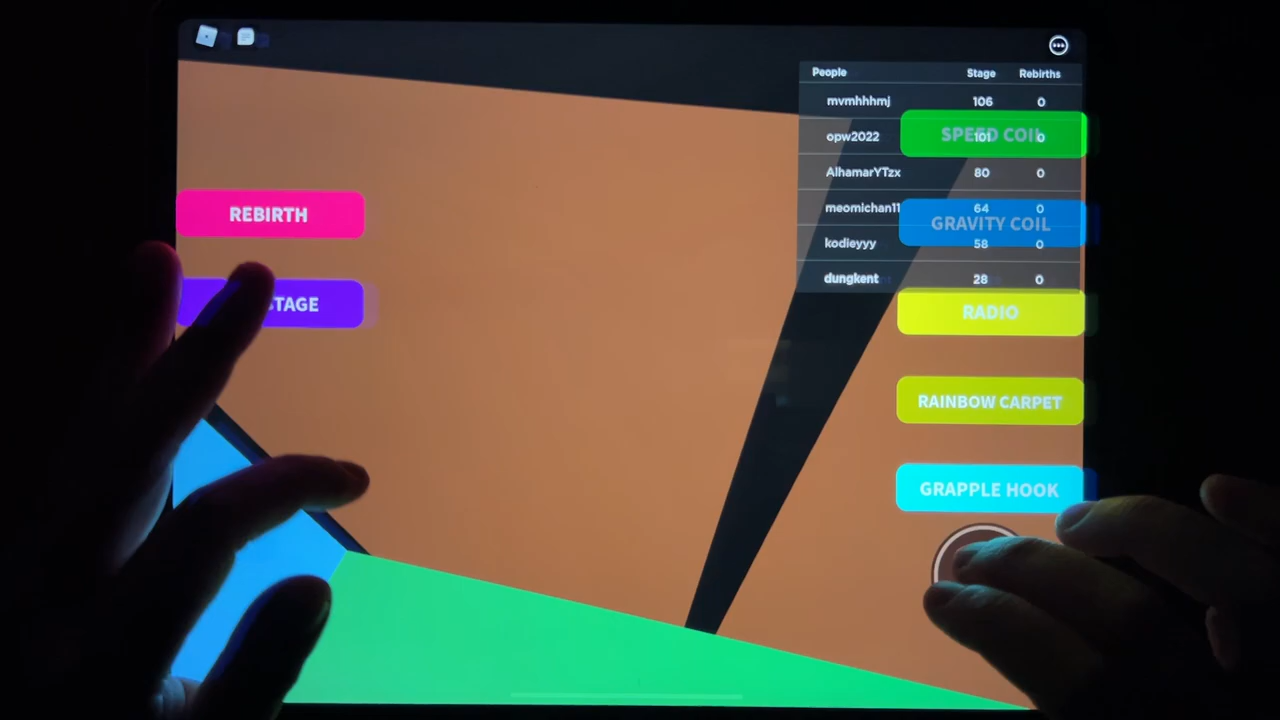 People Stage Rebirths
mvmhhhmj 106 0
opw2022 101 0
SPEED COIL
AlhamarYTzx 80 0
REBIRTH
meomichan11 64 0
GRAVITY COIL
kodieyyy 58 0
dungkent 28 0
STAGE
RADIO
RAINBOW CARPET
GRAPPLE HOOK